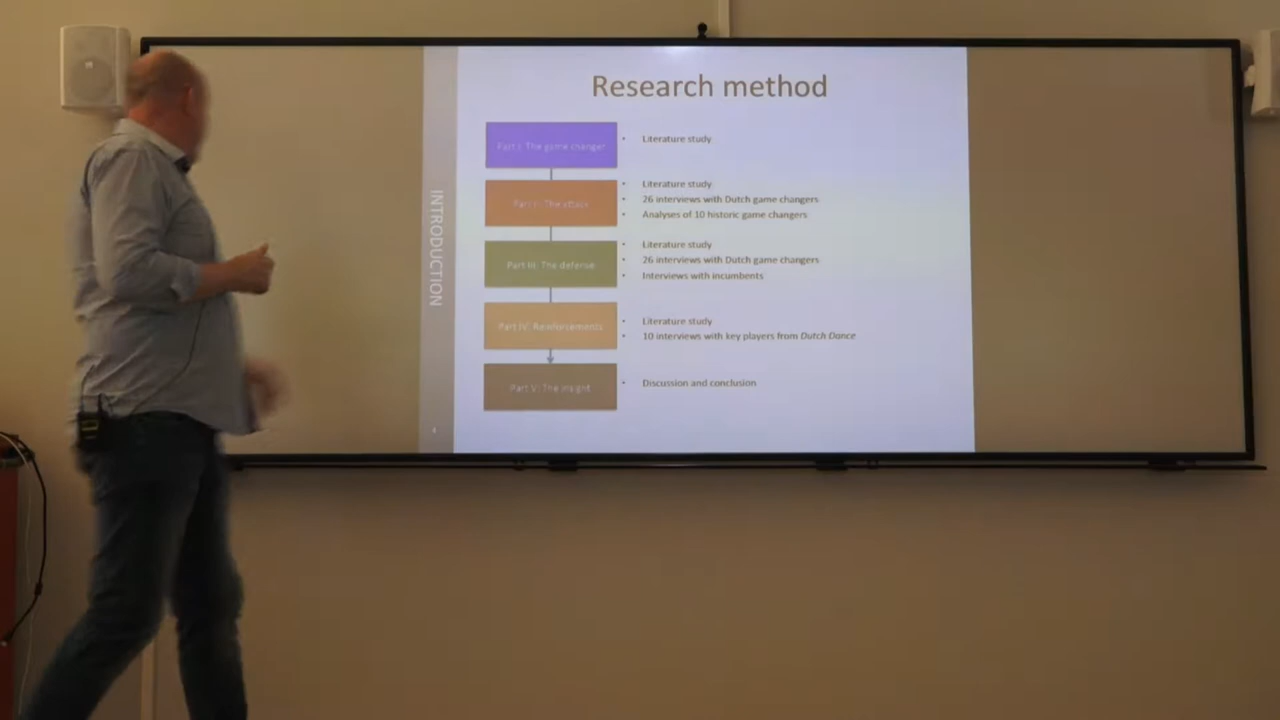 Research method
INTRODUCTION
Part I: The game changer
• Literature study
Part II: The attack
• Literature study
• 26 interviews with Dutch game changers
• Analyses of 10 historic game changers
Part III: The defense
• Literature study
• 26 interviews with Dutch game changers
• Interviews with incumbents
Part IV: Reinforcements
• Literature study
• 10 interviews with key players from Dutch Dance
Part V: The insight
• Discussion and conclusion